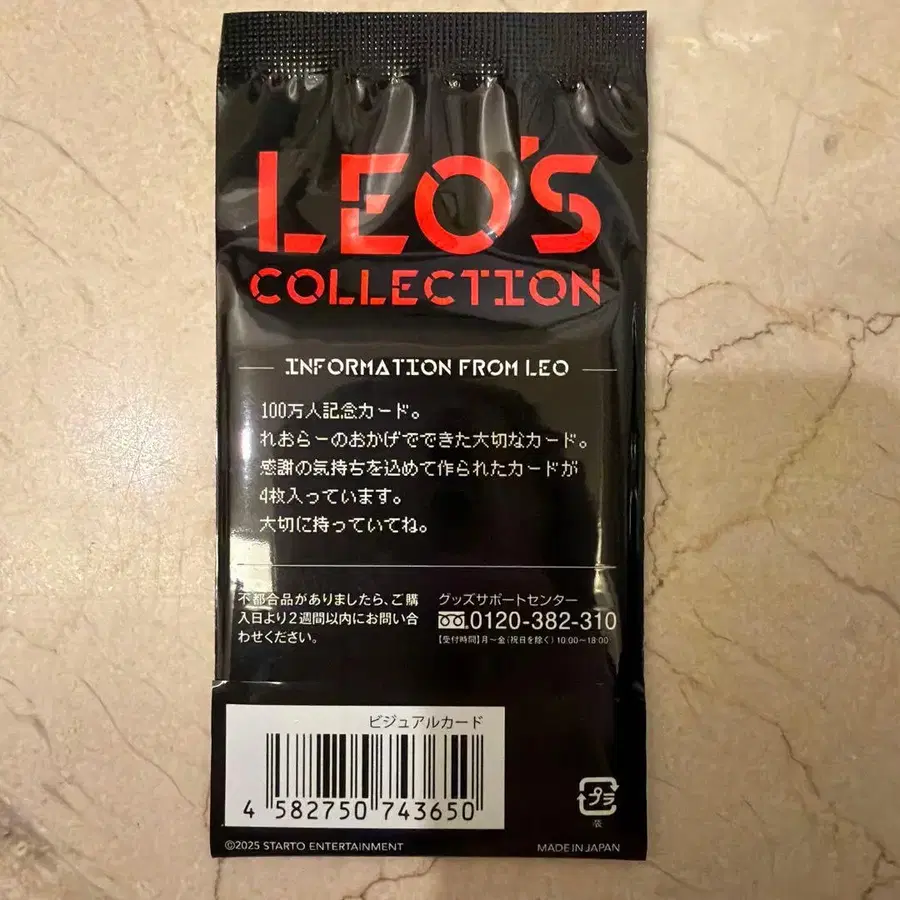 LEO'S
COLLECTION
INFORMATION FROM LEO
100万人記念カード。
れおらーのおかげでできた大切なカード。
感謝の気持ちを込めて作られたカードが
4枚入っています。
大切に持っていてね。
不都合品がありましたら、ご購
入日より2週間以内にお問い合
わせください。
グッズサポートセンター
0120-382-310
【受付時間】月〜金(祝日を除く)10:00〜18:00
ビジュアルカード
4 582750 743650
プラ
袋
©2025 STARTO ENTERTAINMENT
MADE IN JAPAN